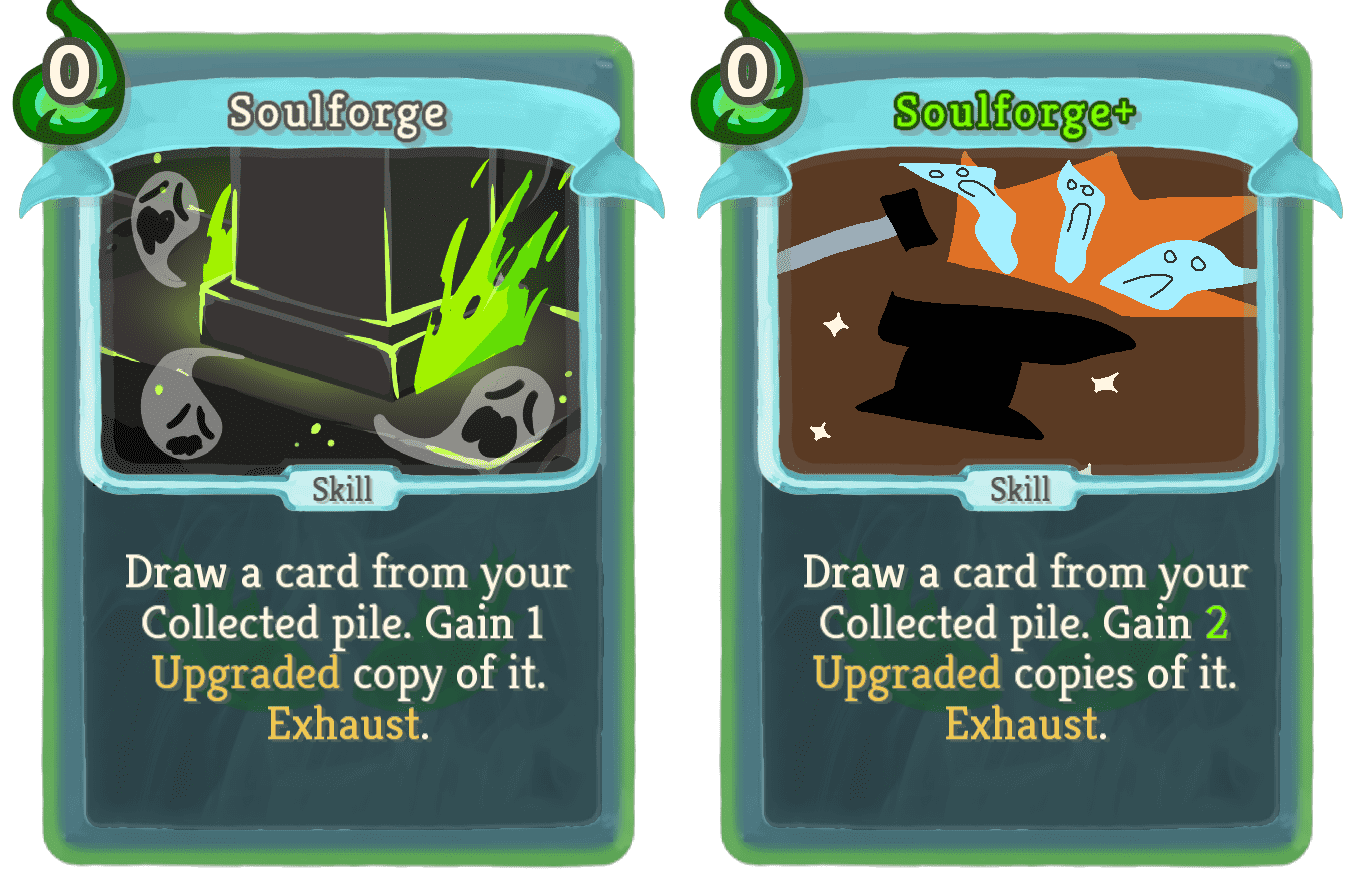 0
Soulforge
Skill
Draw a card from your
Collected pile. Gain 1
Upgraded copy of it.
Exhaust.
0
Soulforge+
Skill
Draw a card from your
Collected pile. Gain 2
Upgraded copies of it.
Exhaust.